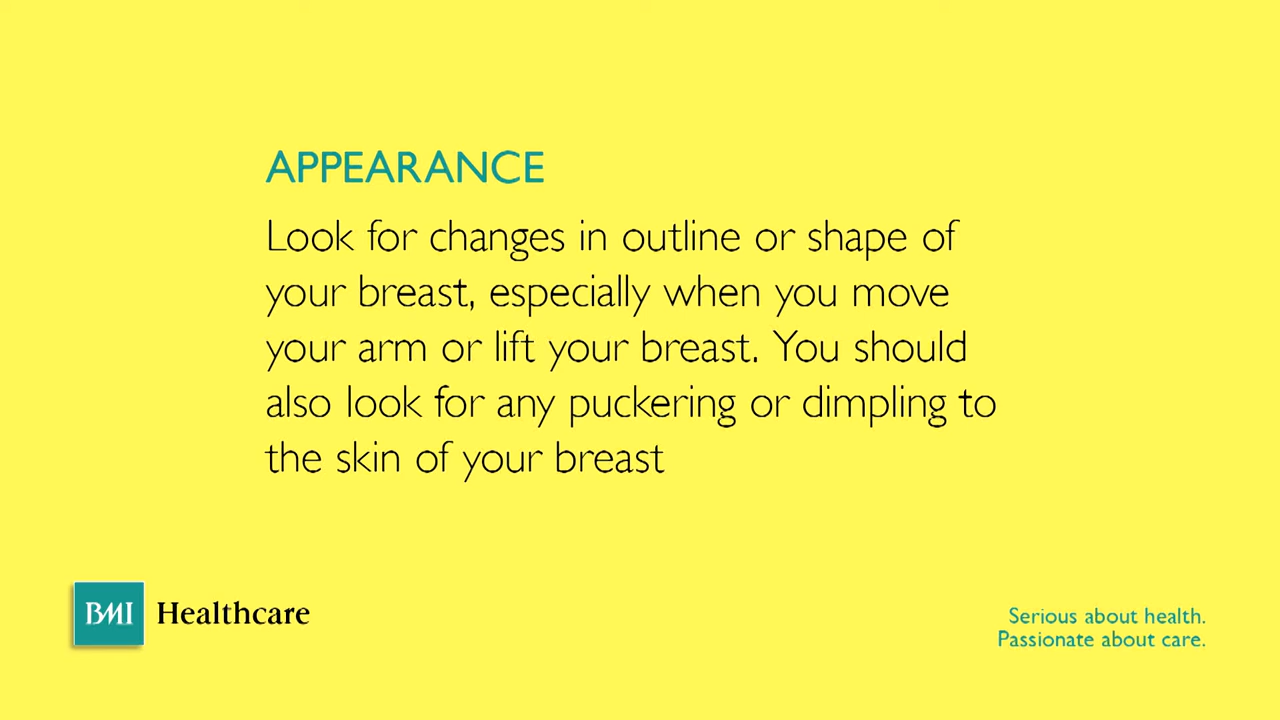 APPEARANCE
Look for changes in outline or shape of
your breast, especially when you move
your arm or lift your breast. You should
also look for any puckering or dimpling to
the skin of your breast
BMI Healthcare
Serious about health.
Passionate about care.